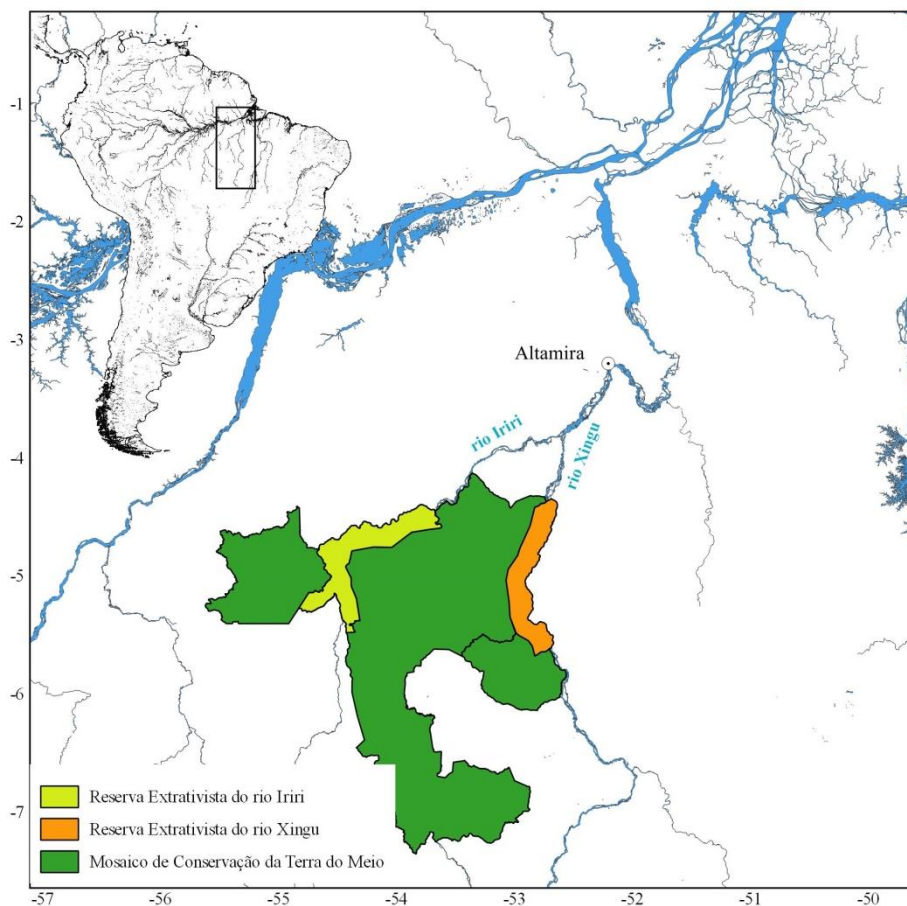 -1
-2
-3
Altamira
rio Iriri
rio Xingu
-4
-5
-6
-7
Reserva Extrativista do rio Iriri
Reserva Extrativista do rio Xingu
Mosaico de Conservação da Terra do Meio
-57 -56 -55 -54 -53 -52 -51 -50